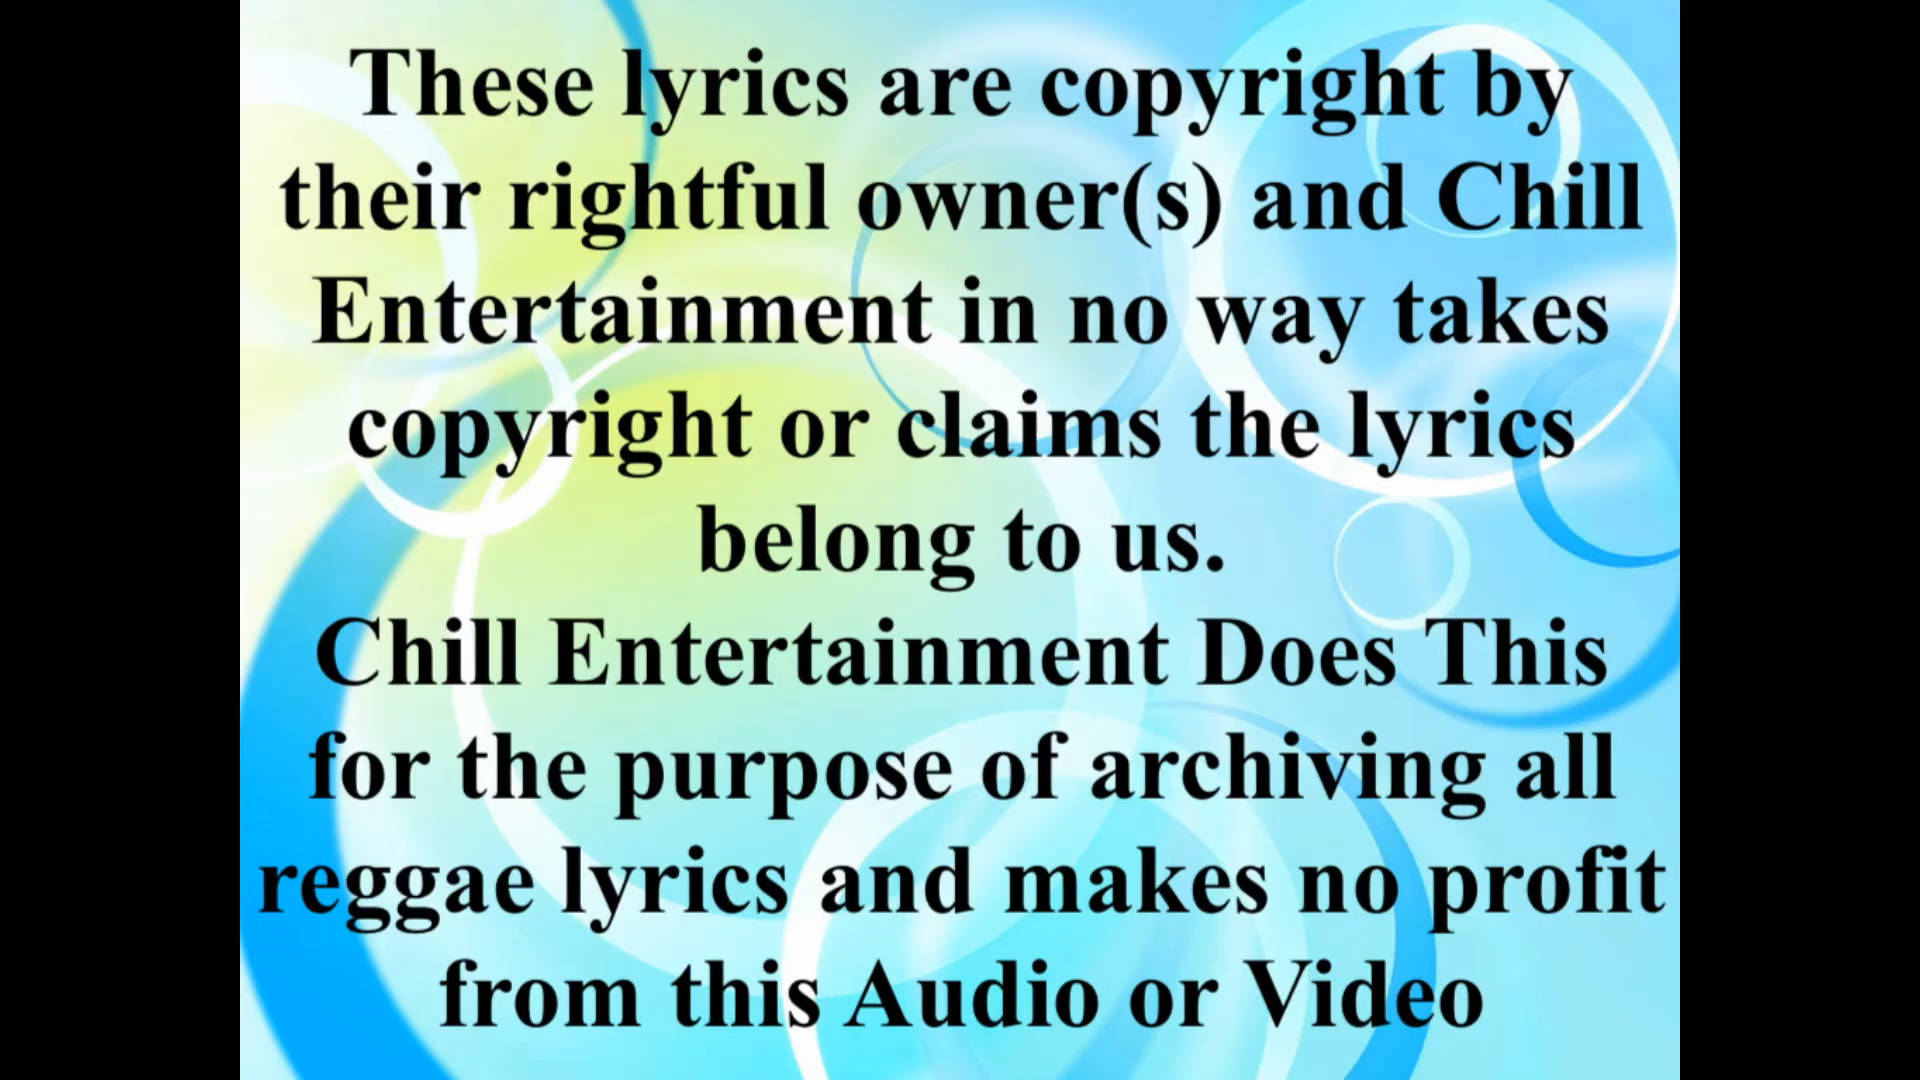 These lyrics are copyright by
their rightful owner(s) and Chill
Entertainment in no way takes
copyright or claims the lyrics
belong to us.
Chill Entertainment Does This
for the purpose of archiving all
reggae lyrics and makes no profit
from this Audio or Video